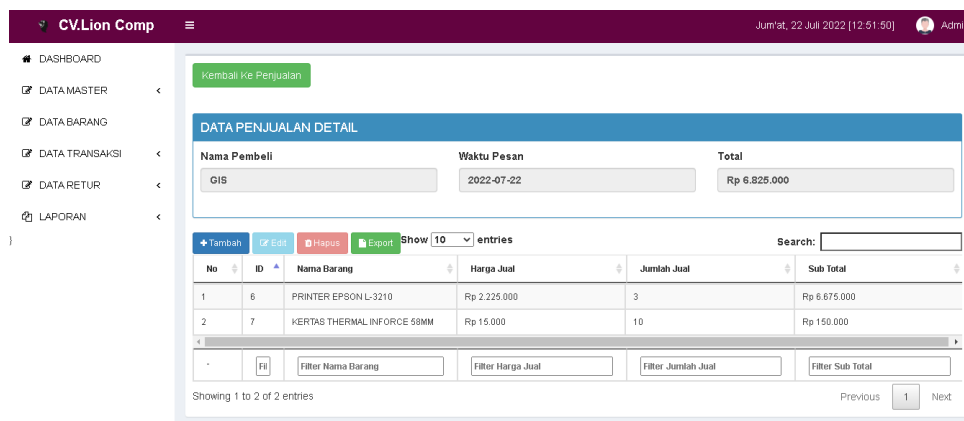 CV.Lion Comp
Jum'at, 22 Juli 2022 [12:51:50]
Admi
DASHBOARD
DATA MASTER
DATA BARANG
DATA TRANSAKSI
DATA RETUR
LAPORAN
}
Kembali Ke Penjualan
DATA PENJUALAN DETAIL
Nama Pembeli Waktu Pesan Total
GIS 2022-07-22 Rp 6.825.000
Tambah Edit Hapus Export Show 10 entries Search:
No ID Nama Barang Harga Jual Jumlah Jual Sub Total
1 6 PRINTER EPSON L-3210 Rp 2.225.000 3 Rp 6.675.000
2 7 KERTAS THERMAL INFORCE 58MM Rp 15.000 10 Rp 150.000
Fil Filter Nama Barang Filter Harga Jual Filter Jumlah Jual Filter Sub Total
Showing 1 to 2 of 2 entries Previous 1 Next